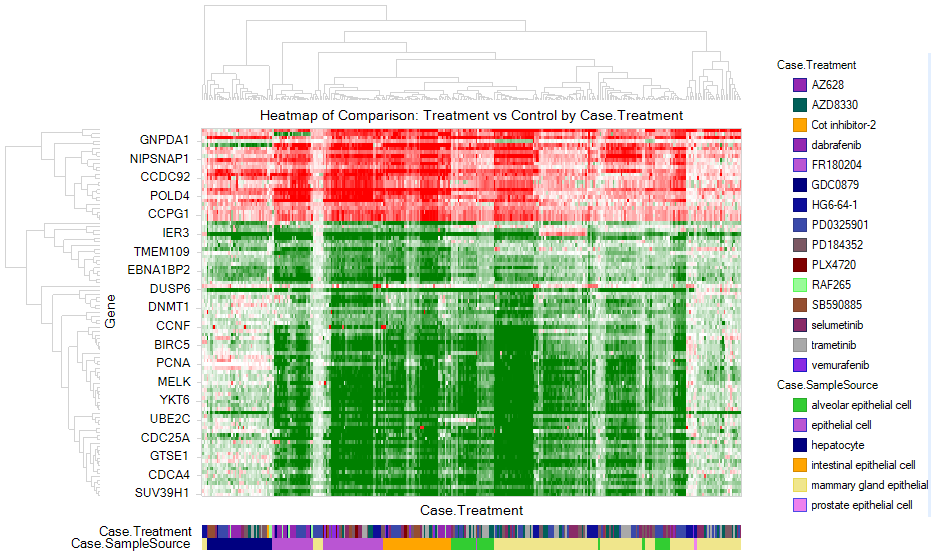 Heatmap of Comparison: Treatment vs Control by Case.Treatment
GNPDA1
NIPSNAP1
CCDC92
POLD4
CCPG1
IER3
TMEM109
EBNA1BP2
DUSP6
DNMT1
CCNF
BIRC5
PCNA
MELK
YKT6
UBE2C
CDC25A
GTSE1
CDCA4
SUV39H1
Gene
Case.Treatment
Case.Treatment
Case.SampleSource
Case.Treatment
AZ628
AZD8330
Cot inhibitor-2
dabrafenib
FR180204
GDC0879
HG6-64-1
PD0325901
PD184352
PLX4720
RAF265
SB590885
selumetinib
trametinib
vemurafenib
Case.SampleSource
alveolar epithelial cell
epithelial cell
hepatocyte
intestinal epithelial cell
mammary gland epithelial
prostate epithelial cell